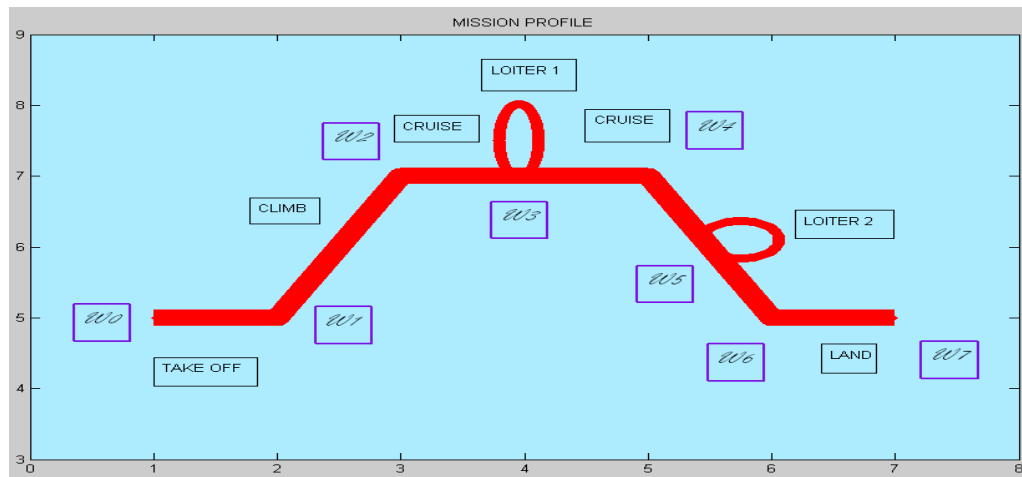 MISSION PROFILE
9
LOITER 1
8
CRUISE
CRUISE
W4
W2
7
CLIMB
W3
LOITER 2
6
W5
W0
5
W1
TAKE OFF
W6
LAND
W7
4
3
0
1
2
3
4
5
6
7
8